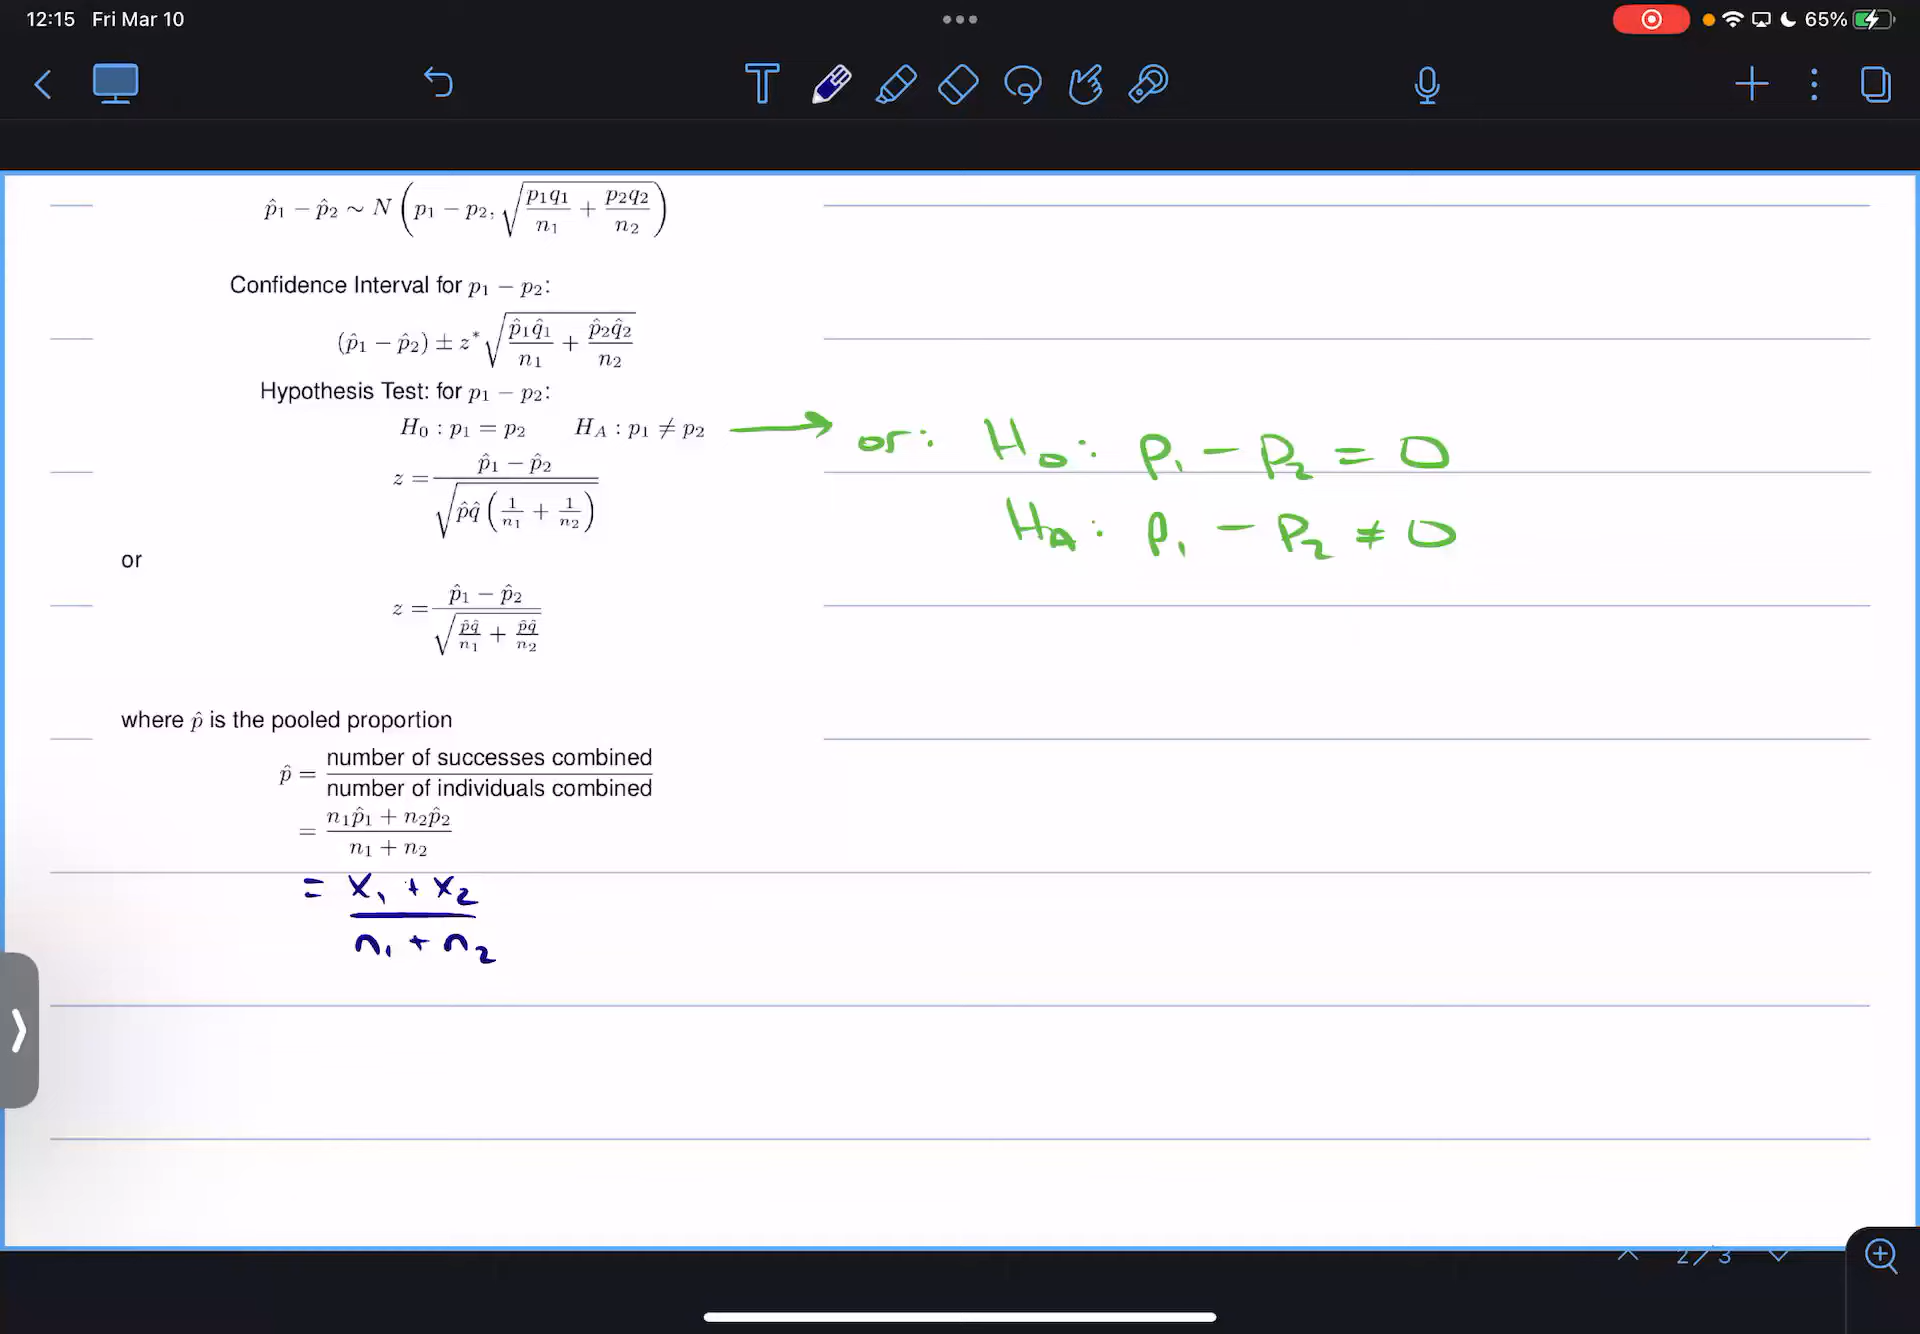 12:15 Fri Mar 10
65%
p̂₁ − p̂₂ ∼ N (p₁ − p₂, √(p₁q₁/n₁ + p₂q₂/n₂))
Confidence Interval for p₁ − p₂:
(p̂₁ − p̂₂) ± z* √(p̂₁q̂₁/n₁ + p̂₂q̂₂/n₂)
Hypothesis Test: for p₁ − p₂:
H₀ : p₁ = p₂ H_A : p₁ ≠ p₂
or: H₀: p₁ − p₂ = 0
H_A: p₁ − p₂ ≠ 0
z = (p̂₁ − p̂₂) / √(p̂q̂ (1/n₁ + 1/n₂))
or
z = (p̂₁ − p̂₂) / √(p̂q̂/n₁ + p̂q̂/n₂)
where p̂ is the pooled proportion
p̂ = number of successes combined / number of individuals combined
= (n₁p̂₁ + n₂p̂₂) / (n₁ + n₂)
= (x₁ + x₂) / (n₁ + n₂)
2 / 3